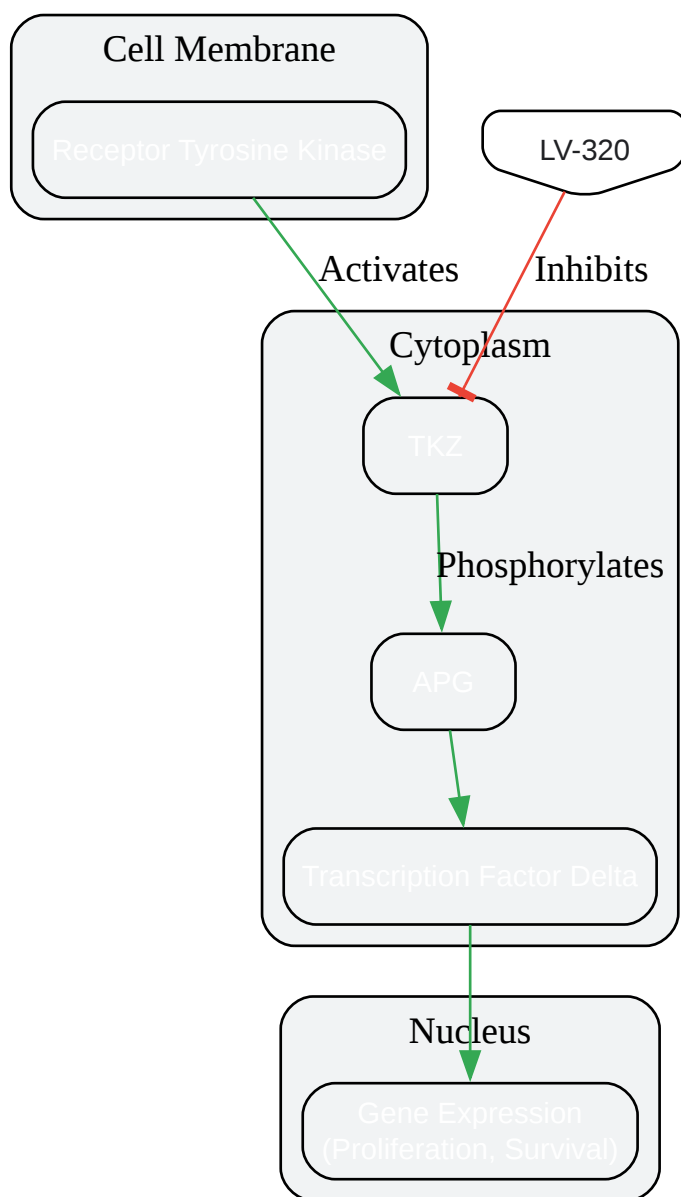 Cell Membrane
Receptor Tyrosine Kinase
LV-320
Activates
Inhibits
Cytoplasm
TKZ
Phosphorylates
APG
Transcription Factor Delta
Nucleus
Gene Expression
(Proliferation, Survival)